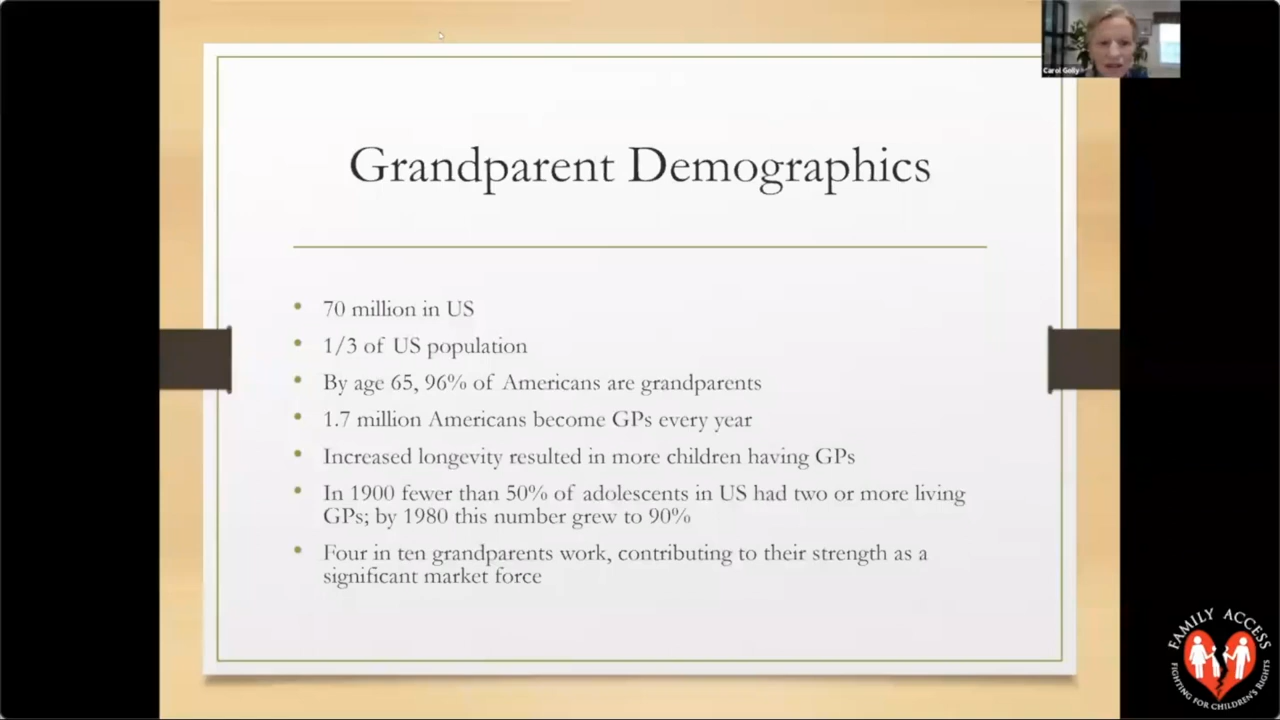 Carol Golly
Grandparent Demographics
70 million in US
1/3 of US population
By age 65, 96% of Americans are grandparents
1.7 million Americans become GPs every year
Increased longevity resulted in more children having GPs
In 1900 fewer than 50% of adolescents in US had two or more living
GPs; by 1980 this number grew to 90%
Four in ten grandparents work, contributing to their strength as a
significant market force
FAMILY ACCESS
FIGHTING FOR CHILDREN'S RIGHTS